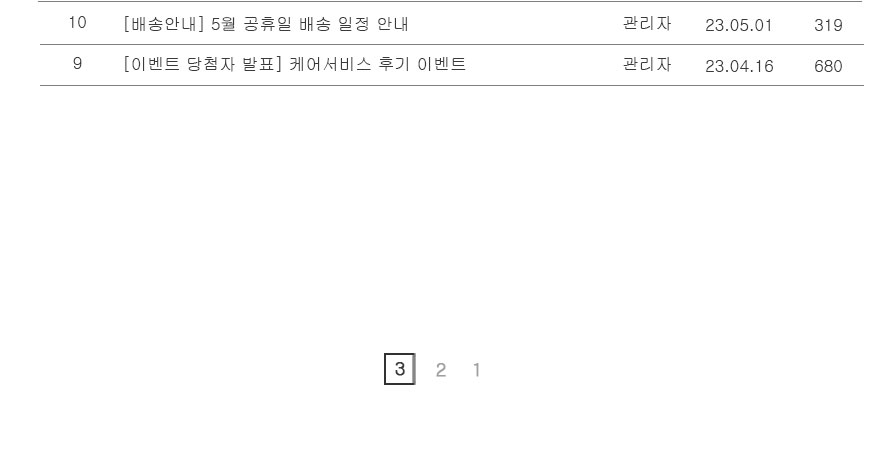 10 [배송안내] 5월 공휴일 배송 일정 안내 관리자 23.05.01 319
9 [이벤트 당첨자 발표] 케어서비스 후기 이벤트 관리자 23.04.16 680
3 2 1